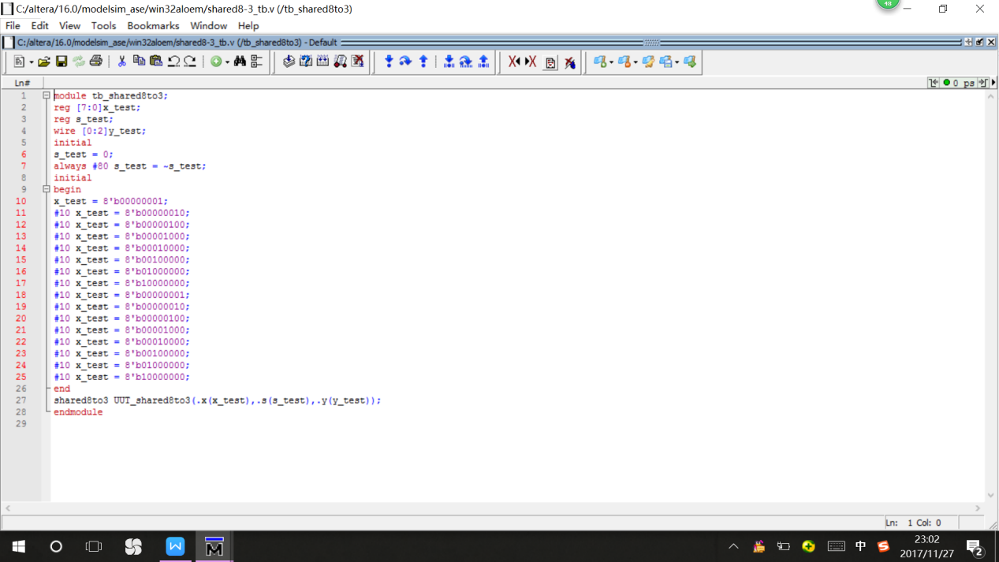 48
C:/altera/16.0/modelsim_ase/win32aloem/shared8-3_tb.v (/tb_shared8to3)
File Edit View Tools Bookmarks Window Help
C:/altera/16.0/modelsim_ase/win32aloem/shared8-3_tb.v (/tb_shared8to3) - Default
Ln#
0 ps
1 module tb_shared8to3;
2 reg [7:0]x_test;
3 reg s_test;
4 wire [0:2]y_test;
5 initial
6 s_test = 0;
7 always #80 s_test = ~s_test;
8 initial
9 begin
10 x_test = 8'b00000001;
11 #10 x_test = 8'b00000010;
12 #10 x_test = 8'b00000100;
13 #10 x_test = 8'b00001000;
14 #10 x_test = 8'b00010000;
15 #10 x_test = 8'b00100000;
16 #10 x_test = 8'b01000000;
17 #10 x_test = 8'b10000000;
18 #10 x_test = 8'b00000001;
19 #10 x_test = 8'b00000010;
20 #10 x_test = 8'b00000100;
21 #10 x_test = 8'b00001000;
22 #10 x_test = 8'b00010000;
23 #10 x_test = 8'b00100000;
24 #10 x_test = 8'b01000000;
25 #10 x_test = 8'b10000000;
26 end
27 shared8to3 UUT_shared8to3(.x(x_test),.s(s_test),.y(y_test));
28 endmodule
29
Ln: 1 Col: 0
中
23:02
2017/11/27
2